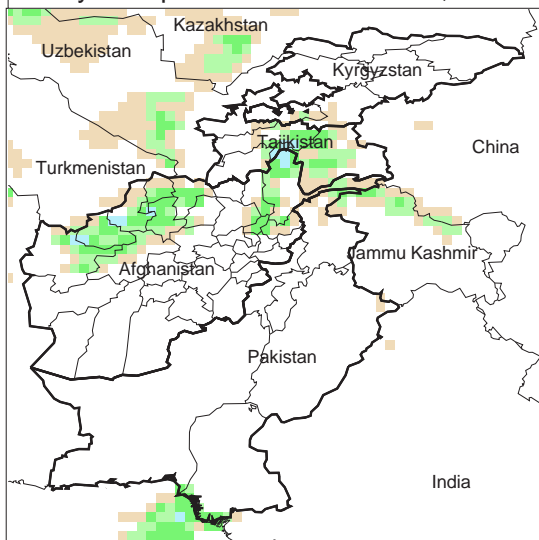 Kazakhstan
Uzbekistan
Kyrgyzstan
Tajikistan
China
Turkmenistan
Jammu Kashmir
Afghanistan
Pakistan
India